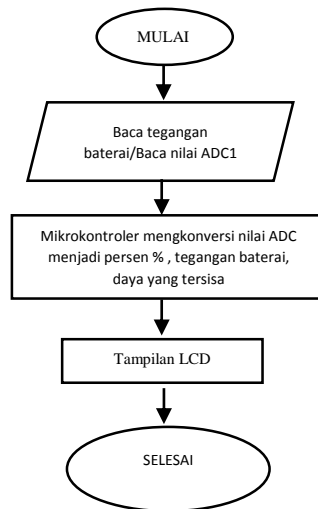 MULAI
Baca tegangan
baterai/Baca nilai ADC1
Mikrokontroler mengkonversi nilai ADC
menjadi persen % , tegangan baterai,
daya yang tersisa
Tampilan LCD
SELESAI